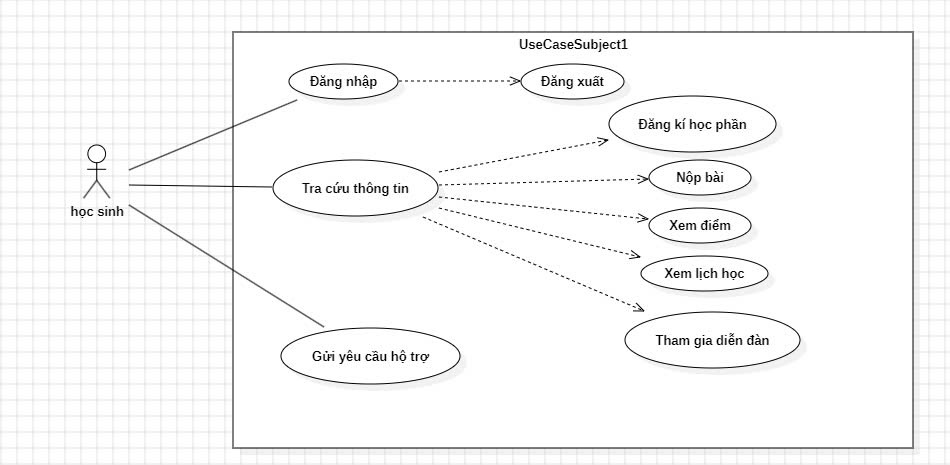 UseCaseSubject1
Đăng nhập
Đăng xuất
Đăng kí học phần
Tra cứu thông tin
Nộp bài
học sinh
Xem điểm
Xem lịch học
Tham gia diễn đàn
Gửi yêu cầu hộ trợ